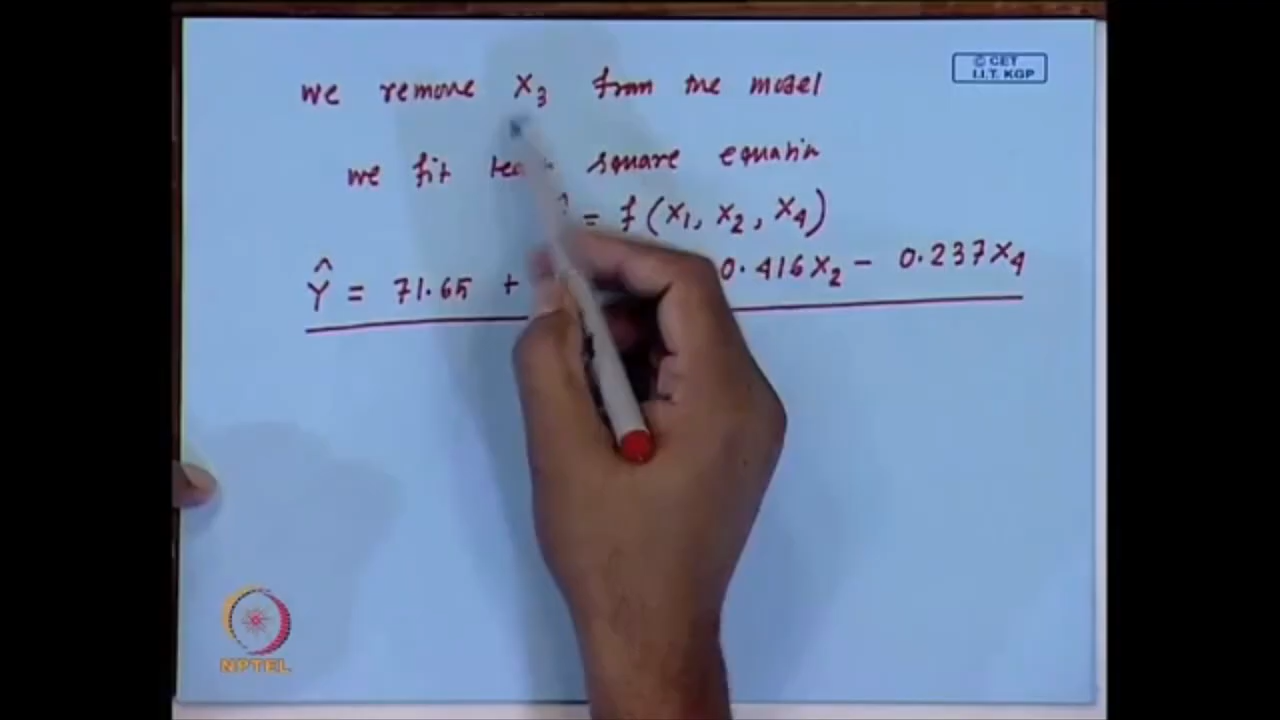 © CET
I.I.T. KGP
we remove X3 from the model
we fit square equatin
= f(X1, X2, X4)
Ŷ = 71.65 + 0.416X2 - 0.237X4
NPTEL